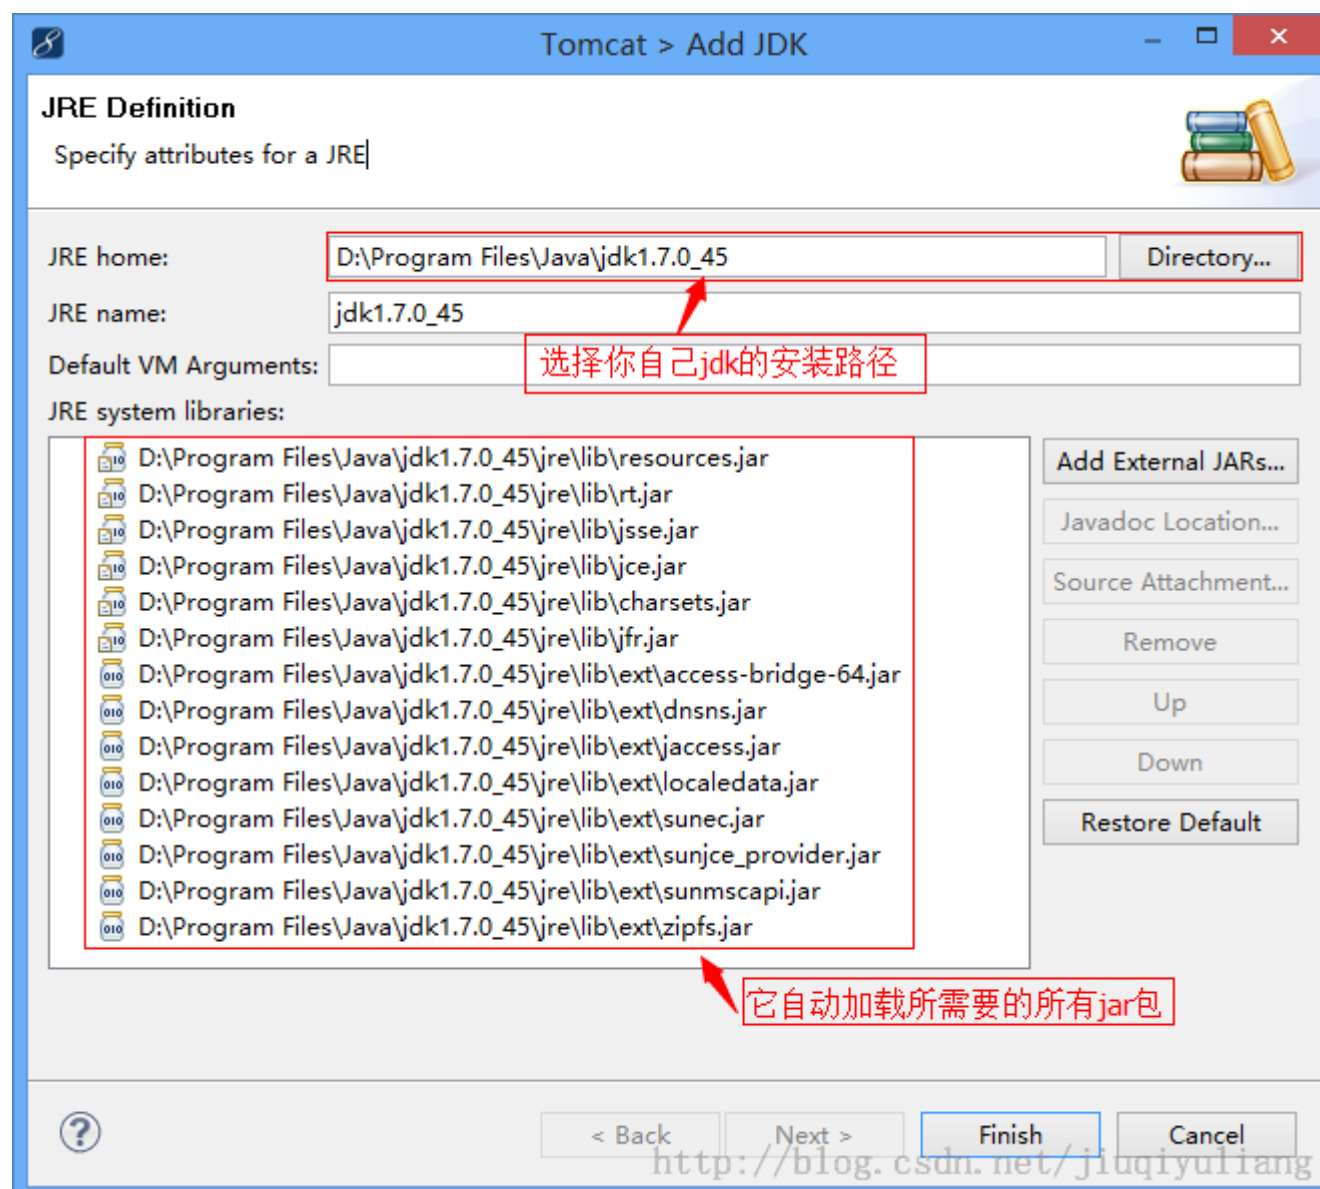 Tomcat > Add JDK
JRE Definition
Specify attributes for a JRE
JRE home:
D:\Program Files\Java\jdk1.7.0_45
Directory...
JRE name:
jdk1.7.0_45
Default VM Arguments:
选择你自己jdk的安装路径
JRE system libraries:
D:\Program Files\Java\jdk1.7.0_45\jre\lib\resources.jar
D:\Program Files\Java\jdk1.7.0_45\jre\lib\rt.jar
D:\Program Files\Java\jdk1.7.0_45\jre\lib\jsse.jar
D:\Program Files\Java\jdk1.7.0_45\jre\lib\jce.jar
D:\Program Files\Java\jdk1.7.0_45\jre\lib\charsets.jar
D:\Program Files\Java\jdk1.7.0_45\jre\lib\jfr.jar
D:\Program Files\Java\jdk1.7.0_45\jre\lib\ext\access-bridge-64.jar
D:\Program Files\Java\jdk1.7.0_45\jre\lib\ext\dnsns.jar
D:\Program Files\Java\jdk1.7.0_45\jre\lib\ext\jaccess.jar
D:\Program Files\Java\jdk1.7.0_45\jre\lib\ext\localedata.jar
D:\Program Files\Java\jdk1.7.0_45\jre\lib\ext\sunec.jar
D:\Program Files\Java\jdk1.7.0_45\jre\lib\ext\sunjce_provider.jar
D:\Program Files\Java\jdk1.7.0_45\jre\lib\ext\sunmscapi.jar
D:\Program Files\Java\jdk1.7.0_45\jre\lib\ext\zipfs.jar
Add External JARs...
Javadoc Location...
Source Attachment...
Remove
Up
Down
Restore Default
它自动加载所需要的所有jar包
< Back
Next >
Finish
Cancel
http://blog.csdn.net/jiuqiyuliang